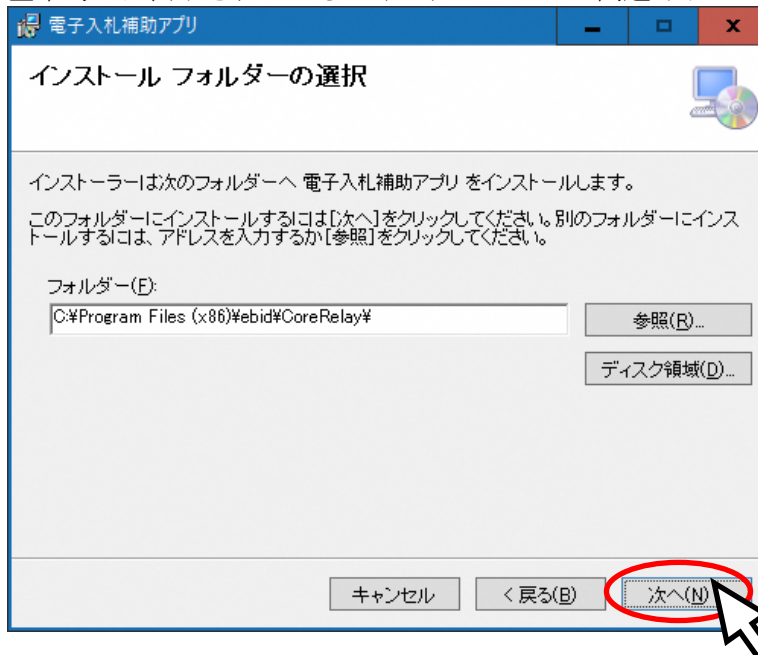 電子入札補助アプリ
インストール フォルダーの選択
インストーラーは次のフォルダーへ 電子入札補助アプリ をインストールします。
このフォルダーにインストールするには[次へ]をクリックしてください。別のフォルダーにインス
トールするには、アドレスを入力するか[参照]をクリックしてください。
フォルダー(F):
C:¥Program Files (x86)¥ebid¥CoreRelay¥
参照(R)...
ディスク領域(D)...
キャンセル
< 戻る(B)
次へ(N)